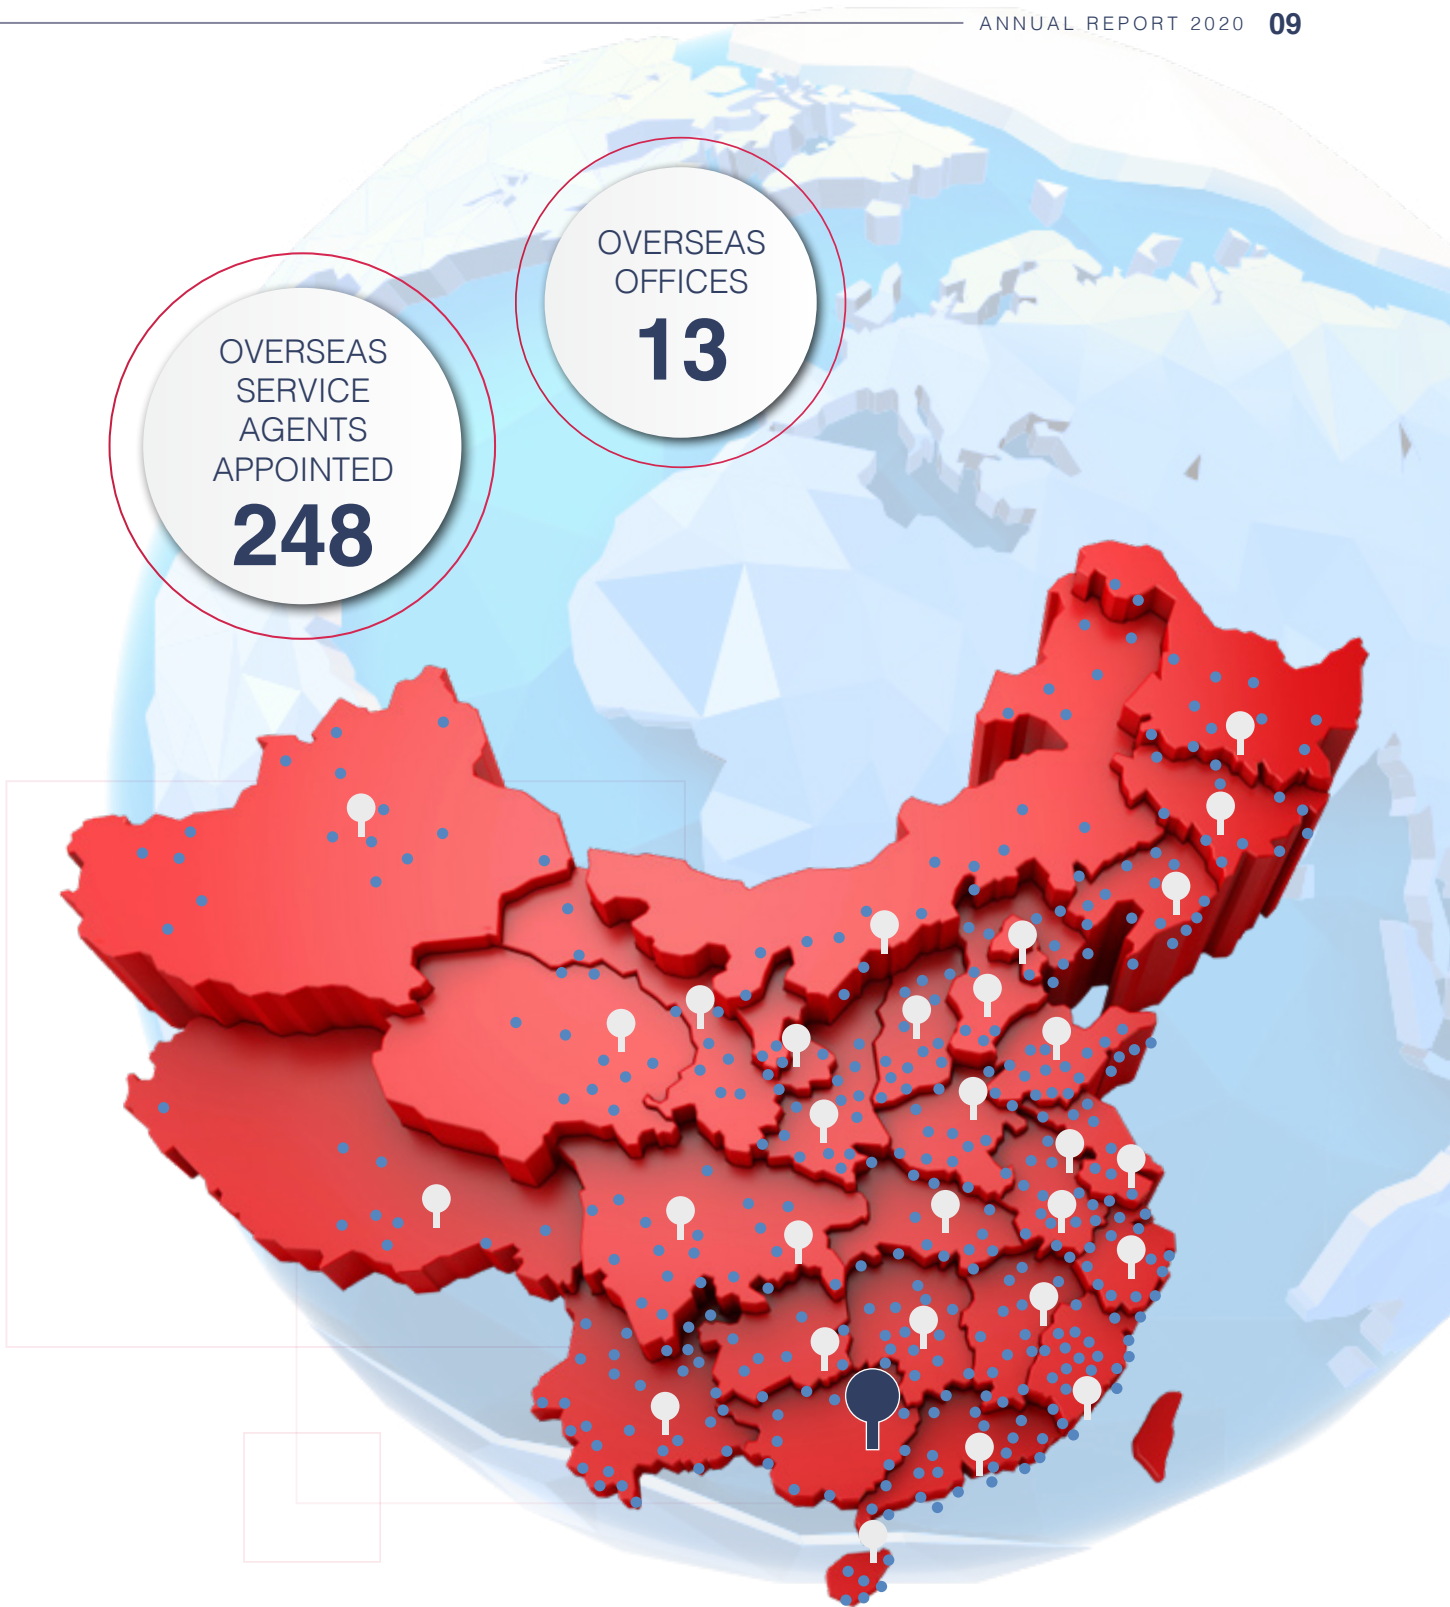 ANNUAL REPORT 2020 09
OVERSEAS
OFFICES
13
OVERSEAS
SERVICE
AGENTS
APPOINTED
248